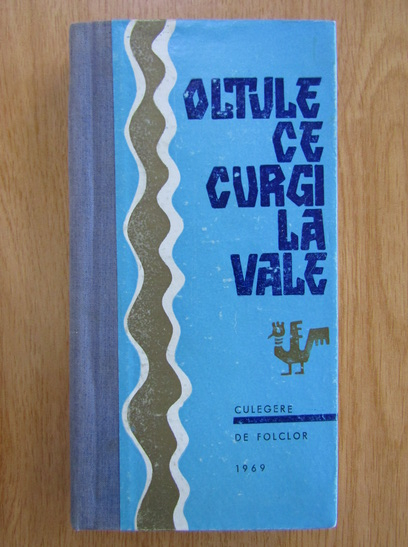 OLTULE
CE
CURGI
LA
VALE
CULEGERE
DE FOLCLOR
1969